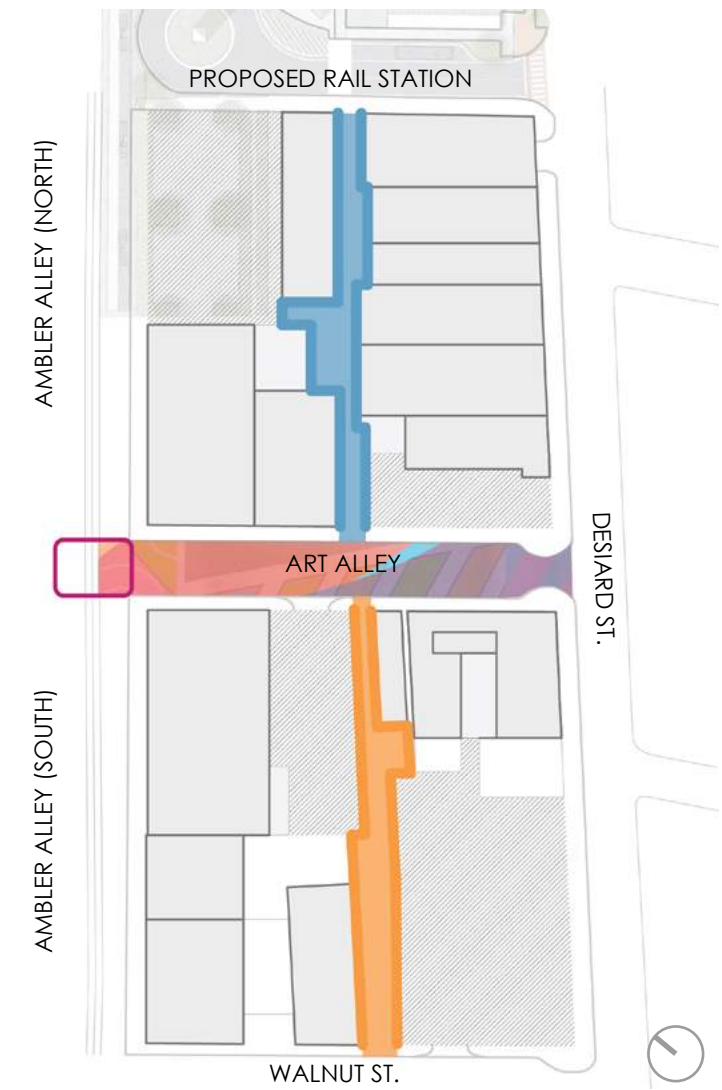 PROPOSED RAIL STATION
AMBLER ALLEY (NORTH)
ART ALLEY
DESIARD ST.
AMBLER ALLEY (SOUTH)
WALNUT ST.